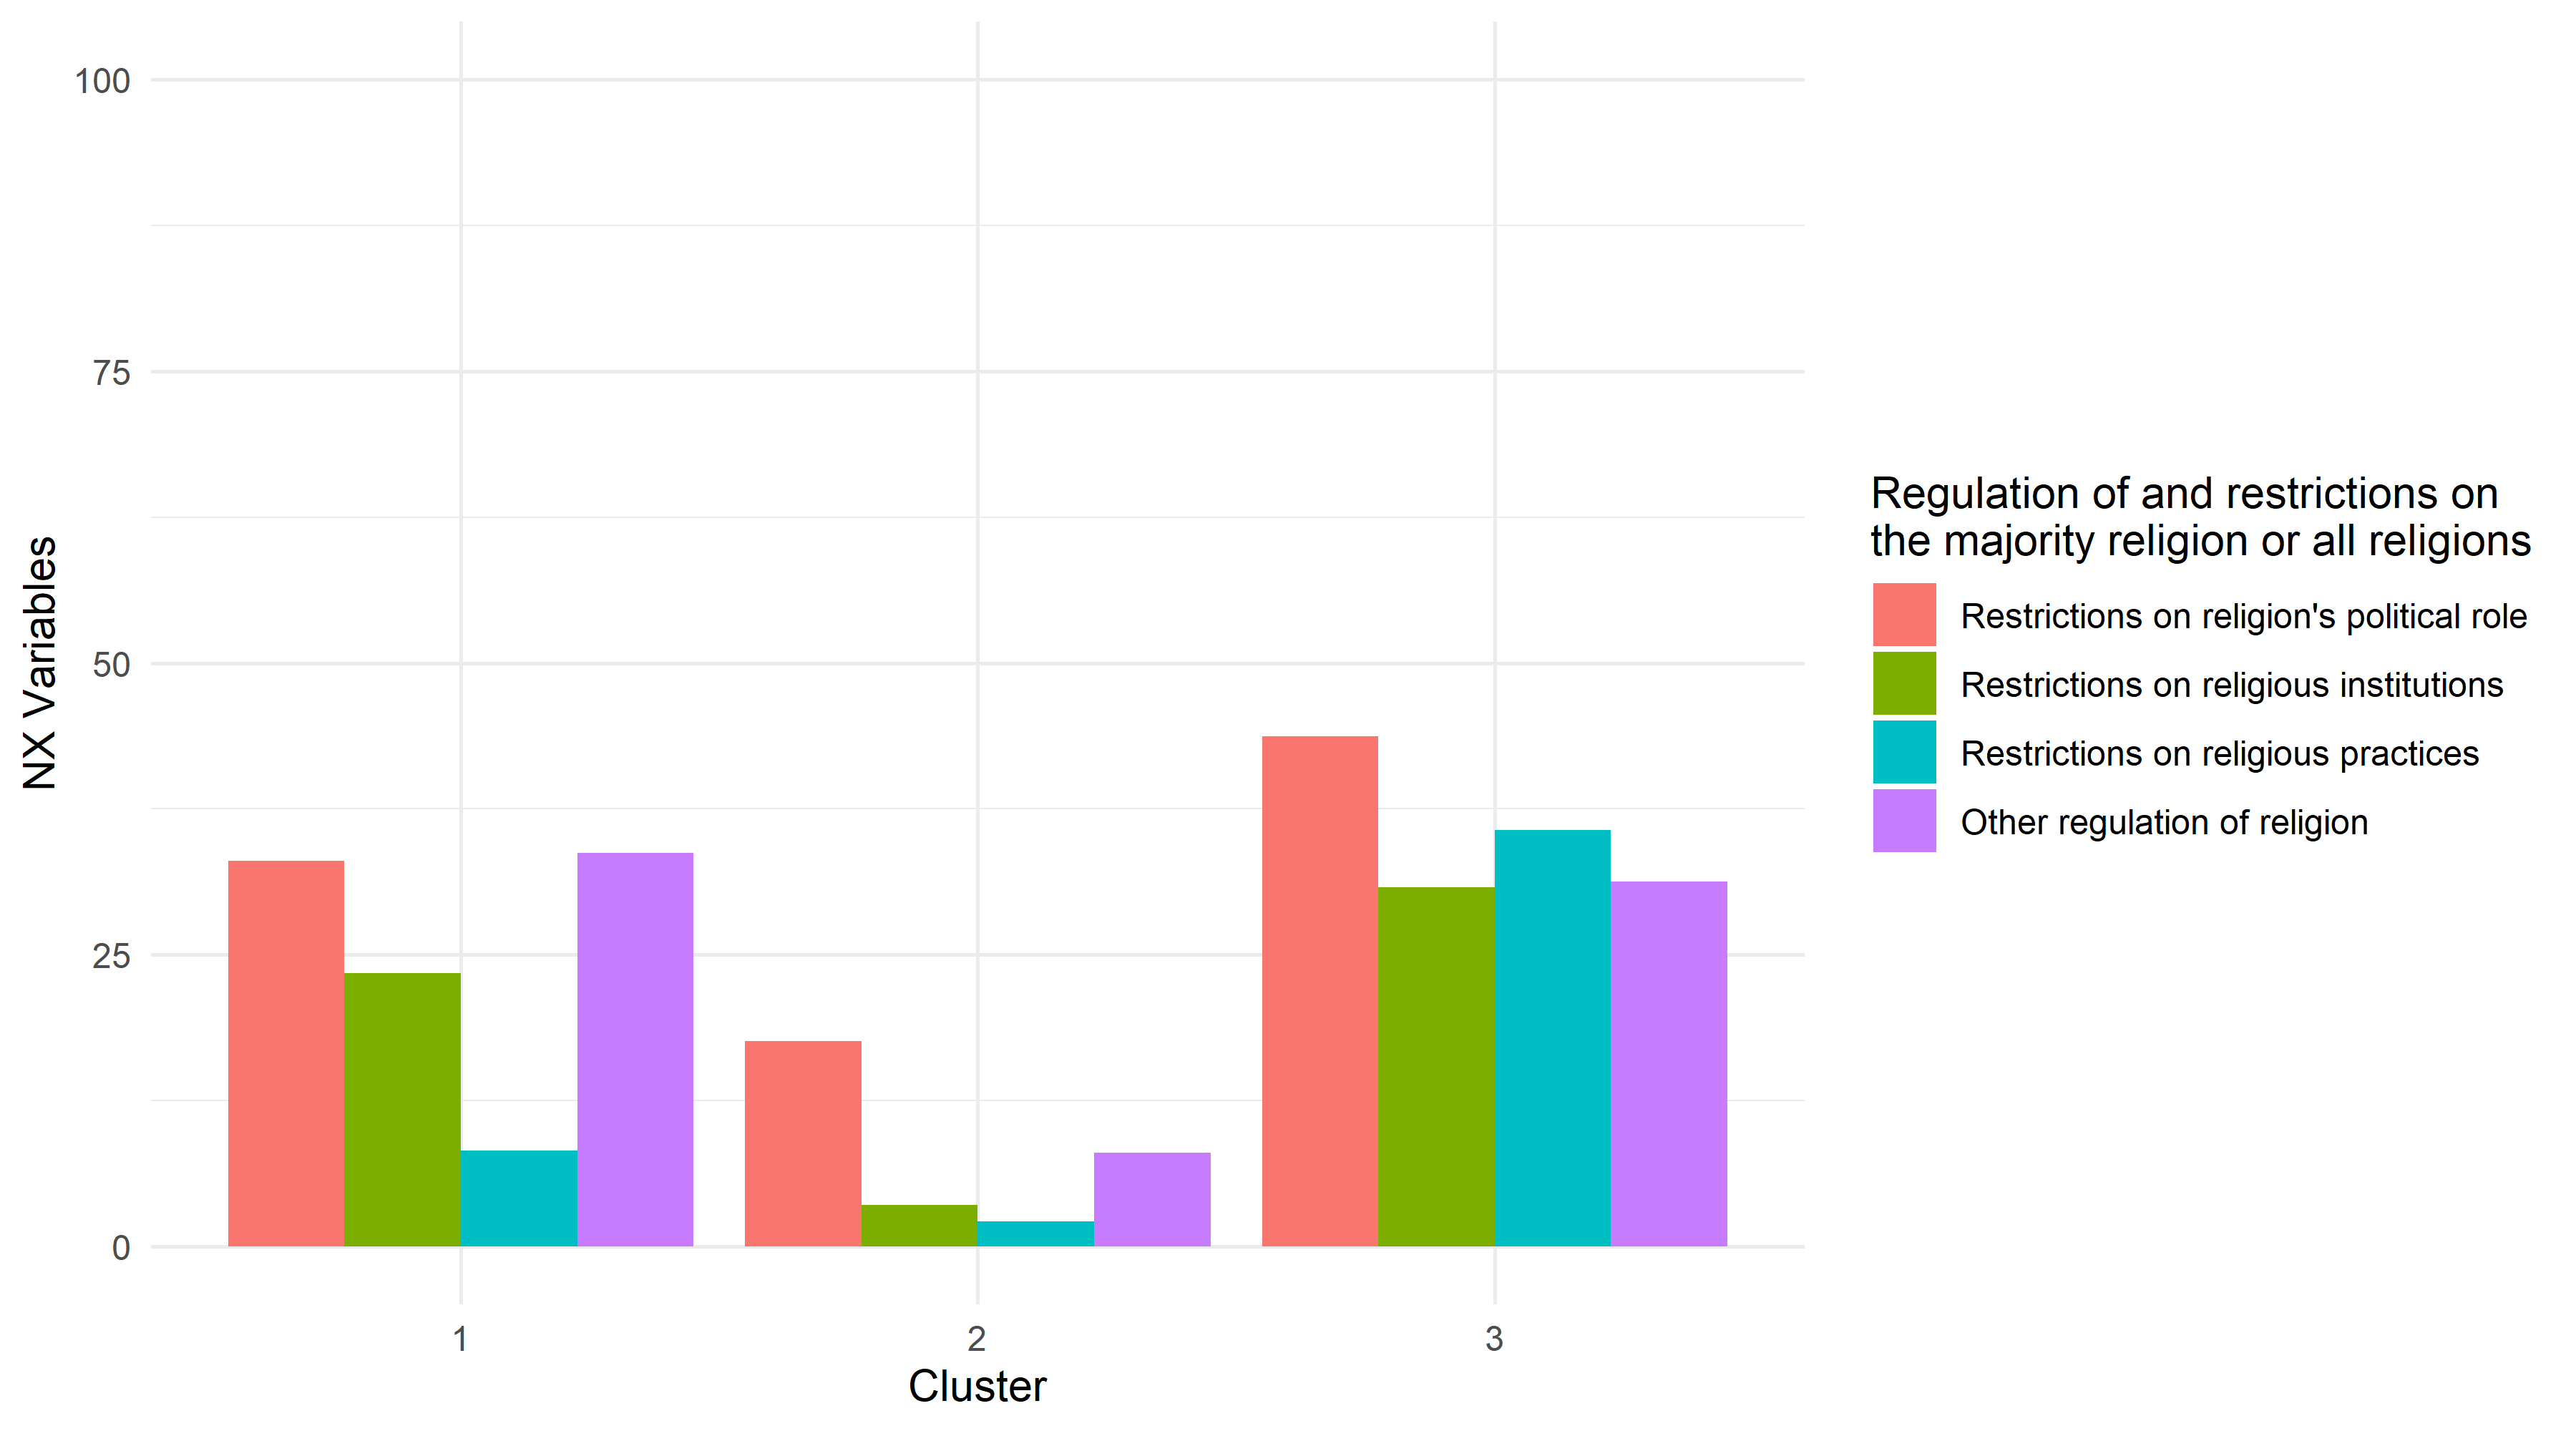 100
75
50
25
0
NX Variables
1
2
3
Cluster
Regulation of and restrictions on
the majority religion or all religions
Restrictions on religion's political role
Restrictions on religious institutions
Restrictions on religious practices
Other regulation of religion